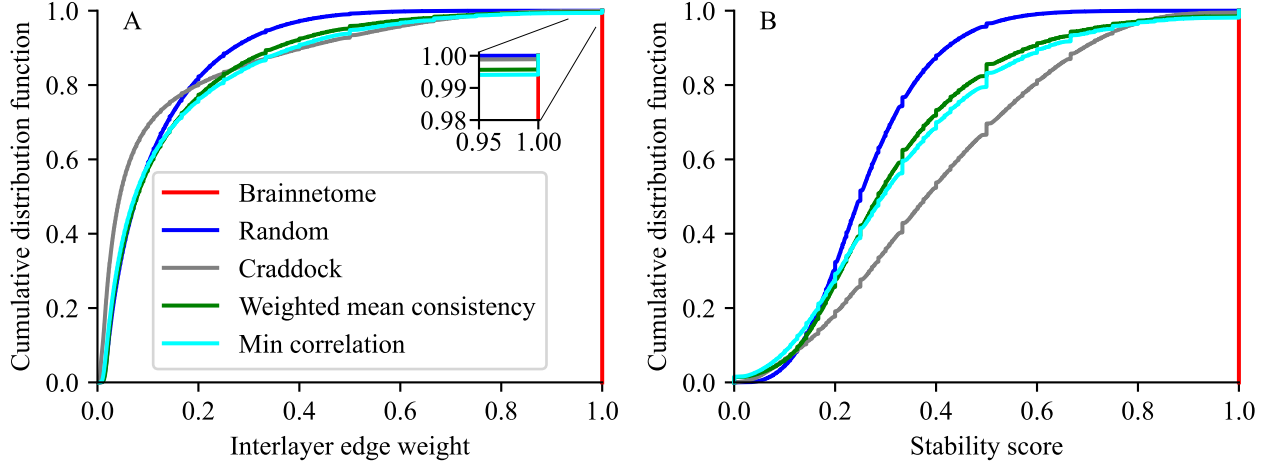 A
Cumulative distribution function
1.0
0.8
0.6
0.4
0.2
0.0
0.0 0.2 0.4 0.6 0.8 1.0
Interlayer edge weight
1.00
0.99
0.98
0.95 1.00
Brainnetome
Random
Craddock
Weighted mean consistency
Min correlation
B
Cumulative distribution function
1.0
0.8
0.6
0.4
0.2
0.0
0.0 0.2 0.4 0.6 0.8 1.0
Stability score